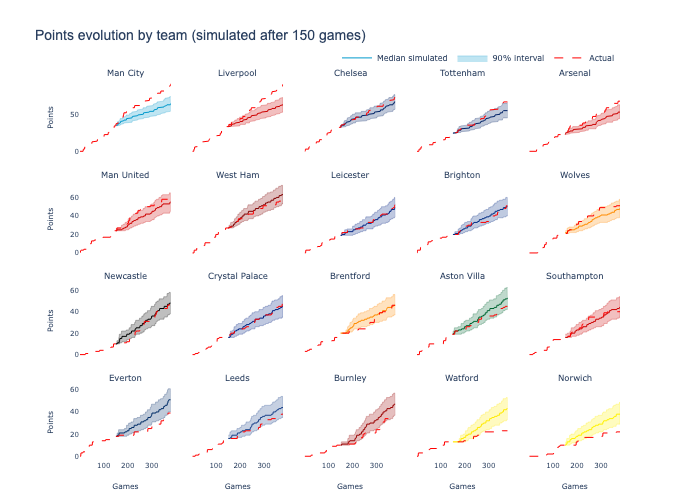 Points evolution by team (simulated after 150 games)
Median simulated 90% interval Actual
Man City Liverpool Chelsea Tottenham Arsenal
Points
50
0
Man United West Ham Leicester Brighton Wolves
Points
60
40
20
0
Newcastle Crystal Palace Brentford Aston Villa Southampton
Points
60
40
20
0
Everton Leeds Burnley Watford Norwich
Points
60
40
20
0
100 200 300 100 200 300 100 200 300 100 200 300 100 200 300
Games Games Games Games Games